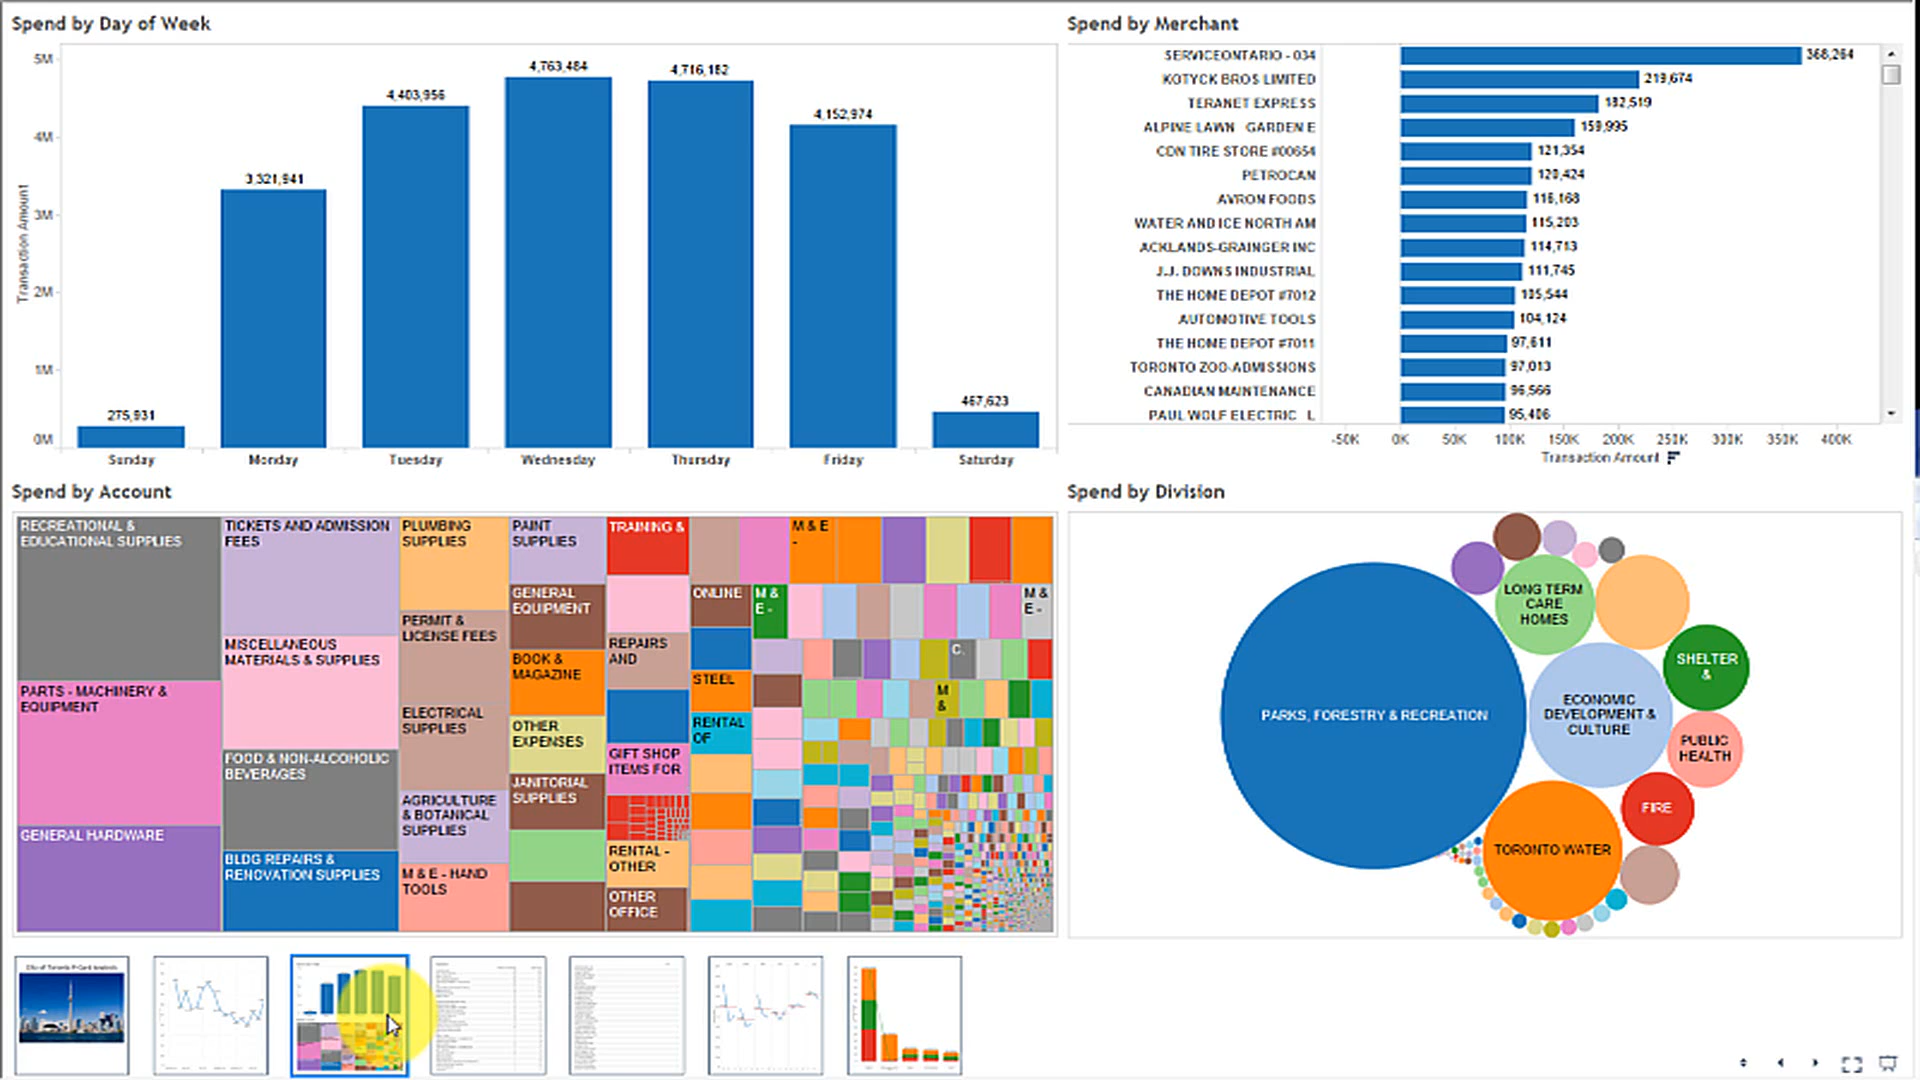 Spend by Day of Week
5M
4M
3M
2M
1M
0M
Transaction Amount
275,931
3,321,941
4,403,956
4,763,484
4,716,182
4,152,974
467,623
Sunday
Monday
Tuesday
Wednesday
Thursday
Friday
Saturday
Spend by Merchant
SERVICEONTARIO - 034 368,264
KOTYCK BROS LIMITED 219,674
TERANET EXPRESS 182,519
ALPINE LAWN GARDEN E 159,995
CDN TIRE STORE #00654 121,354
PETROCAN 120,424
AVRON FOODS 116,168
WATER AND ICE NORTH AM 115,203
ACKLANDS-GRAINGER INC 114,713
J.J. DOWNS INDUSTRIAL 111,745
THE HOME DEPOT #7012 105,544
AUTOMOTIVE TOOLS 104,124
THE HOME DEPOT #7011 97,611
TORONTO ZOO-ADMISSIONS 97,013
CANADIAN MAINTENANCE 96,566
PAUL WOLF ELECTRIC L 95,406
-50K 0K 50K 100K 150K 200K 250K 300K 350K 400K
Transaction Amount
Spend by Account
RECREATIONAL &
EDUCATIONAL SUPPLIES
PARTS - MACHINERY &
EQUIPMENT
GENERAL HARDWARE
TICKETS AND ADMISSION
FEES
MISCELLANEOUS
MATERIALS & SUPPLIES
FOOD & NON-ALCOHOLIC
BEVERAGES
BLDG REPAIRS &
RENOVATION SUPPLIES
PLUMBING
SUPPLIES
PERMIT &
LICENSE FEES
ELECTRICAL
SUPPLIES
AGRICULTURE
& BOTANICAL
SUPPLIES
M & E - HAND
TOOLS
PAINT
SUPPLIES
GENERAL
EQUIPMENT
BOOK &
MAGAZINE
OTHER
EXPENSES
JANITORIAL
SUPPLIES
TRAINING &
REPAIRS
AND
GIFT SHOP
ITEMS FOR
RENTAL -
OTHER
OTHER
OFFICE
ONLINE
STEEL
RENTAL
OF
M & E
-
M &
E -
M &
E -
C.
M
&
Spend by Division
PARKS, FORESTRY & RECREATION
LONG TERM
CARE
HOMES
SHELTER
&
ECONOMIC
DEVELOPMENT &
CULTURE
PUBLIC
HEALTH
FIRE
TORONTO WATER
City of Toronto P-Card Analysis